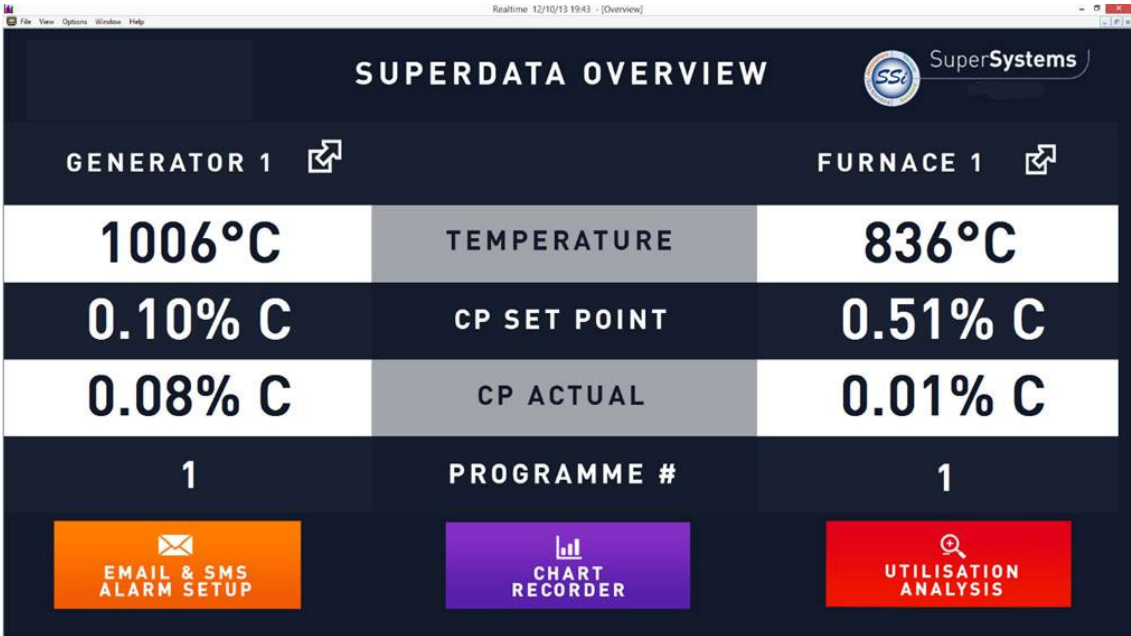 Realtime 12/10/13 19:43 - [Overview]
File View Options Window Help
SUPERDATA OVERVIEW
SSi
SuperSystems
GENERATOR 1
FURNACE 1
1006°C TEMPERATURE 836°C
0.10% C CP SET POINT 0.51% C
0.08% C CP ACTUAL 0.01% C
1 PROGRAMME # 1
EMAIL & SMS
ALARM SETUP
CHART
RECORDER
UTILISATION
ANALYSIS